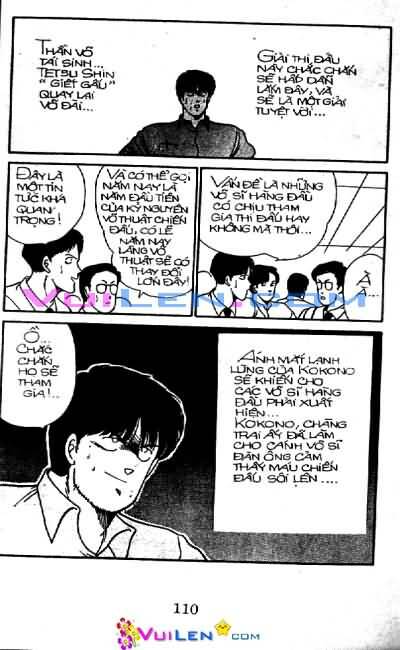 THẦN VÕ
TÁI SINH...
TETSU SHIN
"GIẾT GẤU"
QUAY LẠI
VÕ ĐÀI...
GIẢI THI ĐẤU
NÀY CHẮC CHẮN
SẼ HẤP DẪN
LẮM ĐÂY, VÀ
SẼ LÀ MỘT GIẢI
TUYỆT VỜI...
ĐÂY LÀ
MỘT TIN
TỨC KHÁ
QUAN
TRỌNG!
VÀ CÓ THỂ GỌI
NĂM NAY LÀ
NĂM ĐẦU TIÊN
CỦA KỶ NGUYÊN
VÕ THUẬT CHIẾN
ĐẤU, CÓ LẼ
NĂM NAY
LÀNG VÕ
THUẬT SẼ CÓ
THAY ĐỔI
LỚN ĐÂY!
VẤN ĐỀ LÀ NHỮNG
VÕ SĨ HÀNG ĐẦU
CÓ CHỊU THAM
GIA THI ĐẤU HAY
KHÔNG MÀ THÔI...
À
À...
VUILEN.COM
Ồ...
CHẮC
CHẮN
HỌ SẼ
THAM
GIA!...
ÁNH MẮT LẠNH
LÙNG CỦA KOKONO
SẼ KHIẾN CHO
CÁC VÕ SĨ HÀNG
ĐẦU PHẢI XUẤT
HIỆN...
KOKONO, CHÀNG
TRAI ẤY ĐÃ LÀM
CHO CÁNH VÕ SĨ
ĐÀN ÔNG CẢM
THẤY MÁU CHIẾN
ĐẤU SÔI LÊN....
110
VUILEN.COM